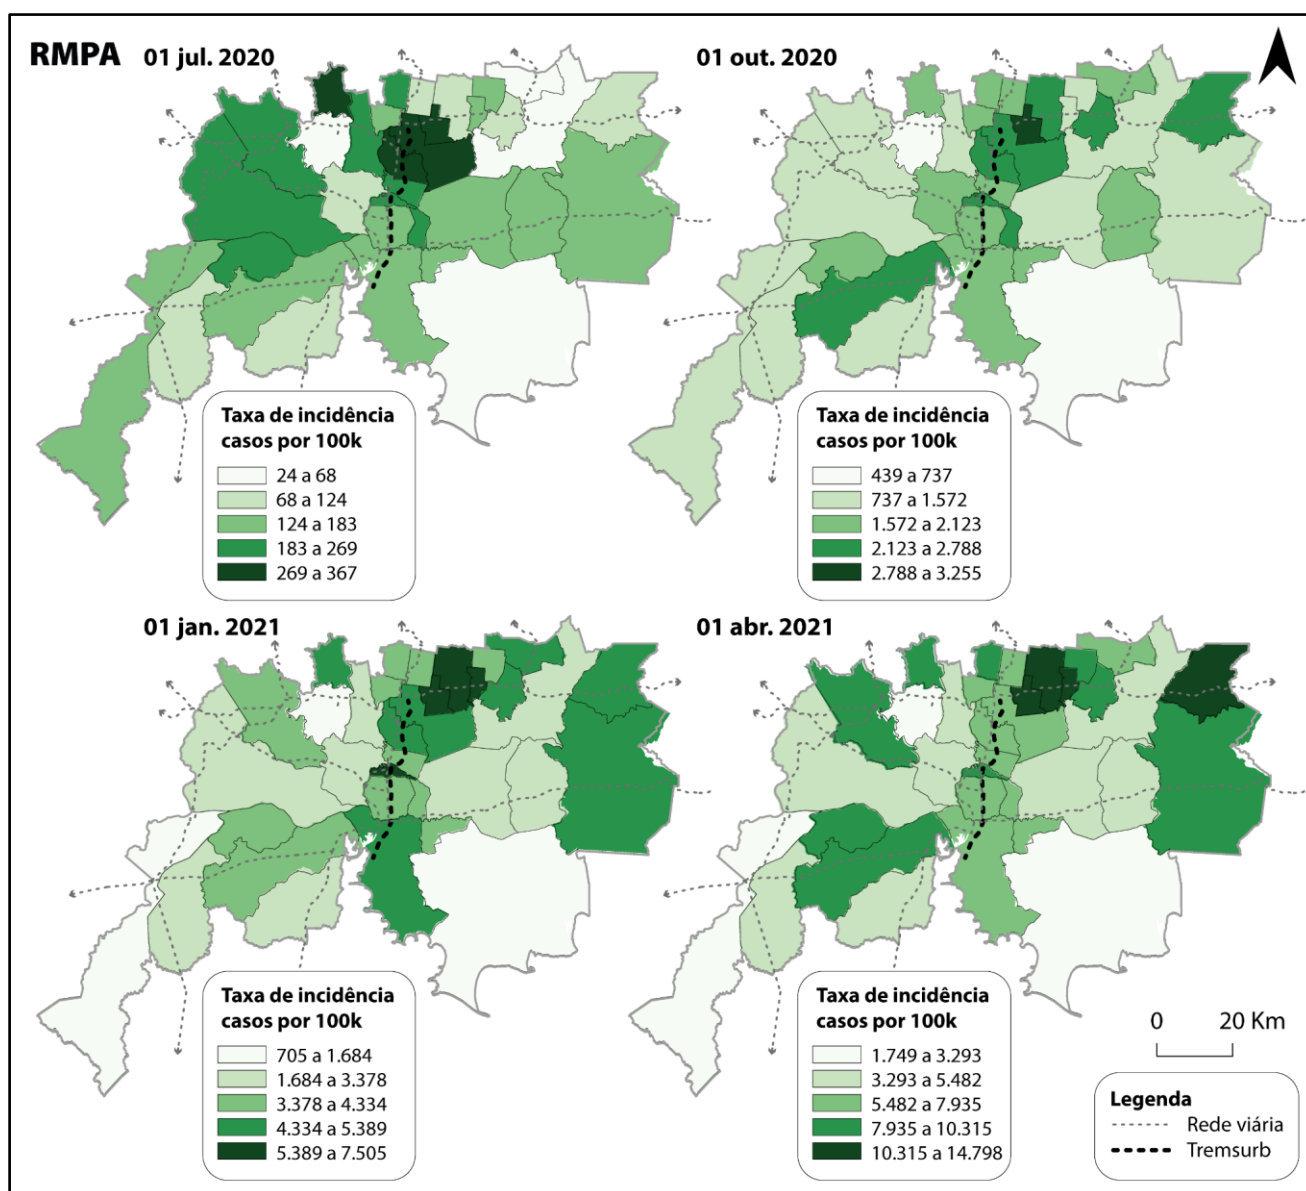 RMPA
01 jul. 2020
01 out. 2020
Taxa de incidência
casos por 100k
24 a 68
68 a 124
124 a 183
183 a 269
269 a 367
Taxa de incidência
casos por 100k
439 a 737
737 a 1.572
1.572 a 2.123
2.123 a 2.788
2.788 a 3.255
01 jan. 2021
01 abr. 2021
Taxa de incidência
casos por 100k
705 a 1.684
1.684 a 3.378
3.378 a 4.334
4.334 a 5.389
5.389 a 7.505
Taxa de incidência
casos por 100k
1.749 a 3.293
3.293 a 5.482
5.482 a 7.935
7.935 a 10.315
10.315 a 14.798
0 20 Km
Legenda
Rede viária
Tremsurb